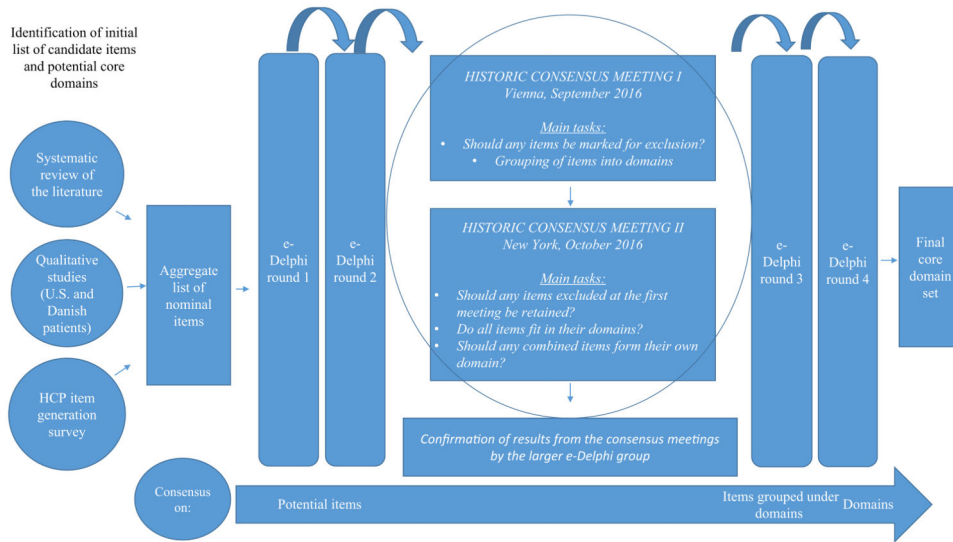 Identification of initial
list of candidate items
and potential core
domains
Systematic
review of
the literature
Qualitative
studies
(U.S. and
Danish
patients)
HCP item
generation
survey
Aggregate
list of
nominal
items
e-
Delphi
round 1
e-
Delphi
round 2
HISTORIC CONSENSUS MEETING I
Vienna, September 2016
Main tasks:
• Should any items be marked for exclusion?
• Grouping of items into domains
HISTORIC CONSENSUS MEETING II
New York, October 2016
Main tasks:
• Should any items excluded at the first
meeting be retained?
• Do all items fit in their domains?
• Should any combined items form their own
domain?
Confirmation of results from the consensus meetings
by the larger e-Delphi group
e-
Delphi
round 3
e-
Delphi
round 4
Final
core
domain
set
Consensus
on:
Potential items
Items grouped under
domains
Domains